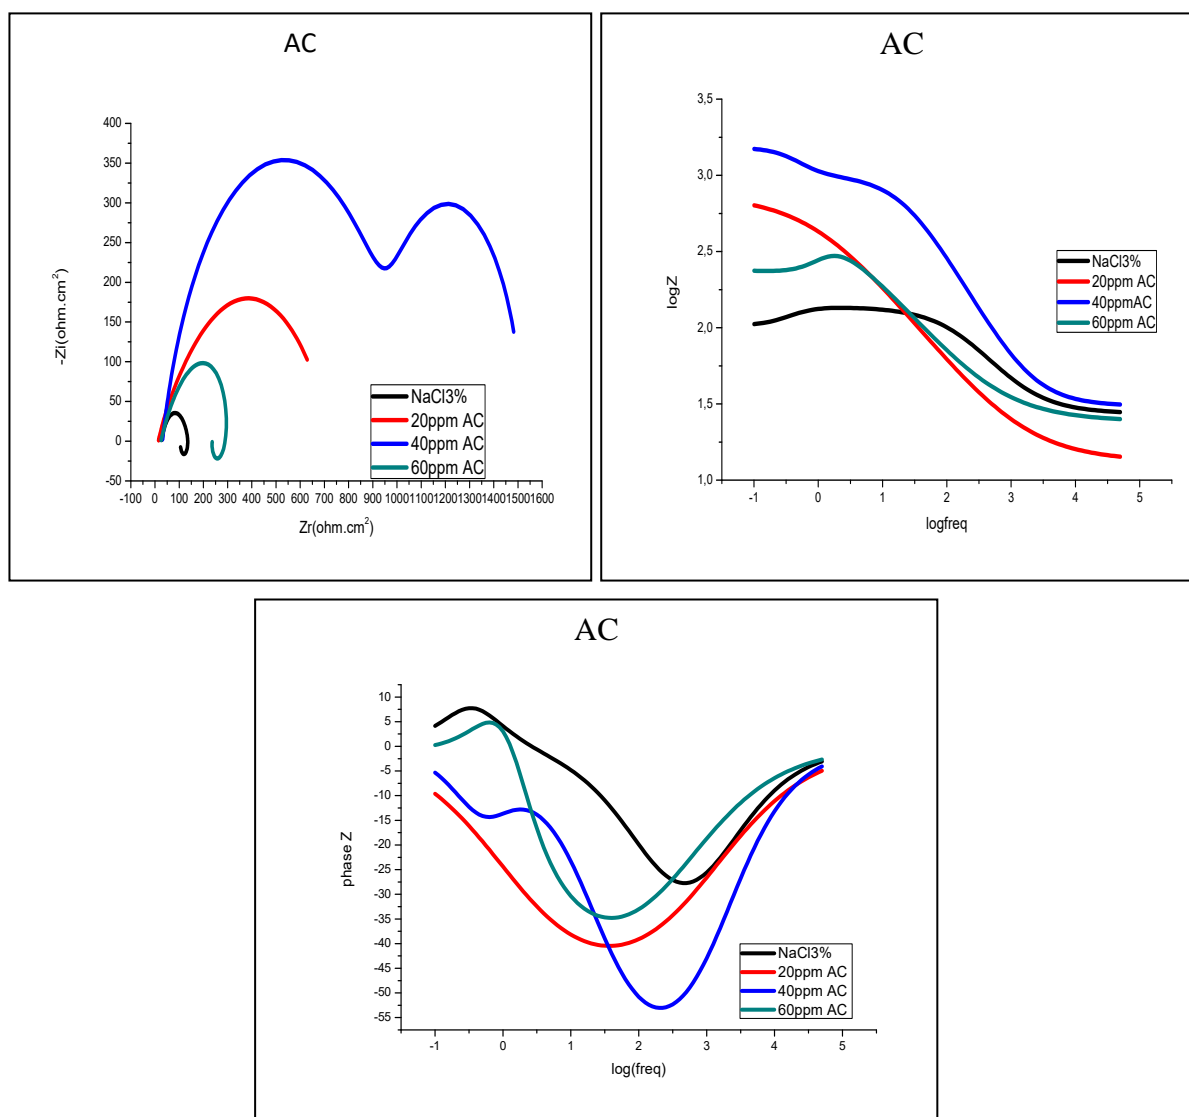 AC
400
350
300
250
200
150
100
50
0
-50
-Zi(ohm.cm²)
-100 0 100 200 300 400 500 600 700 800 900 1000 1100 1200 1300 1400 1500 1600
Zr(ohm.cm²)
NaCl3%
20ppm AC
40ppm AC
60ppm AC
AC
3,5
3,0
2,5
2,0
1,5
1,0
logZ
-1 0 1 2 3 4 5
logfreq
NaCl3%
20ppm AC
40ppmAC
60ppm AC
AC
10
5
0
-5
-10
-15
-20
-25
-30
-35
-40
-45
-50
-55
phase Z
-1 0 1 2 3 4 5
log(freq)
NaCl3%
20ppm AC
40ppm AC
60ppm AC